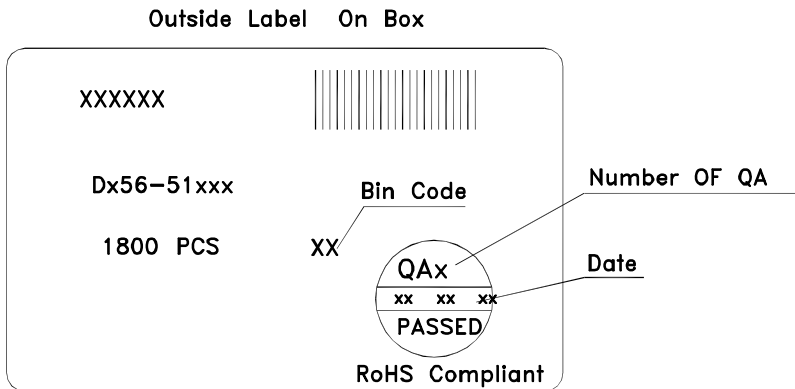 Outside Label On Box
XXXXXX
Dx56-51xxx
Bin Code
Number OF QA
1800 PCS
XX
QAx
Date
xx xx xx
PASSED
RoHS Compliant